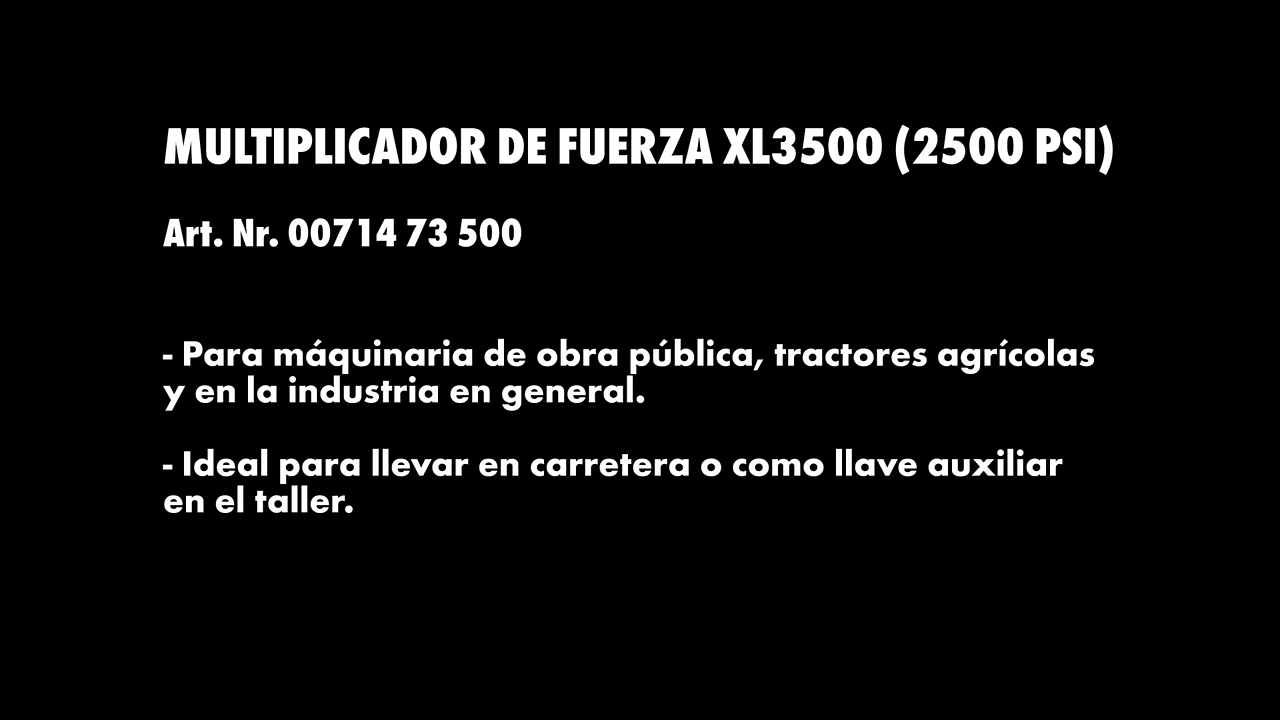 MULTIPLICADOR DE FUERZA XL3500 (2500 PSI)
Art. Nr. 00714 73 500
- Para máquinaria de obra pública, tractores agrícolas
y en la industria en general.
- Ideal para llevar en carretera o como llave auxiliar
en el taller.